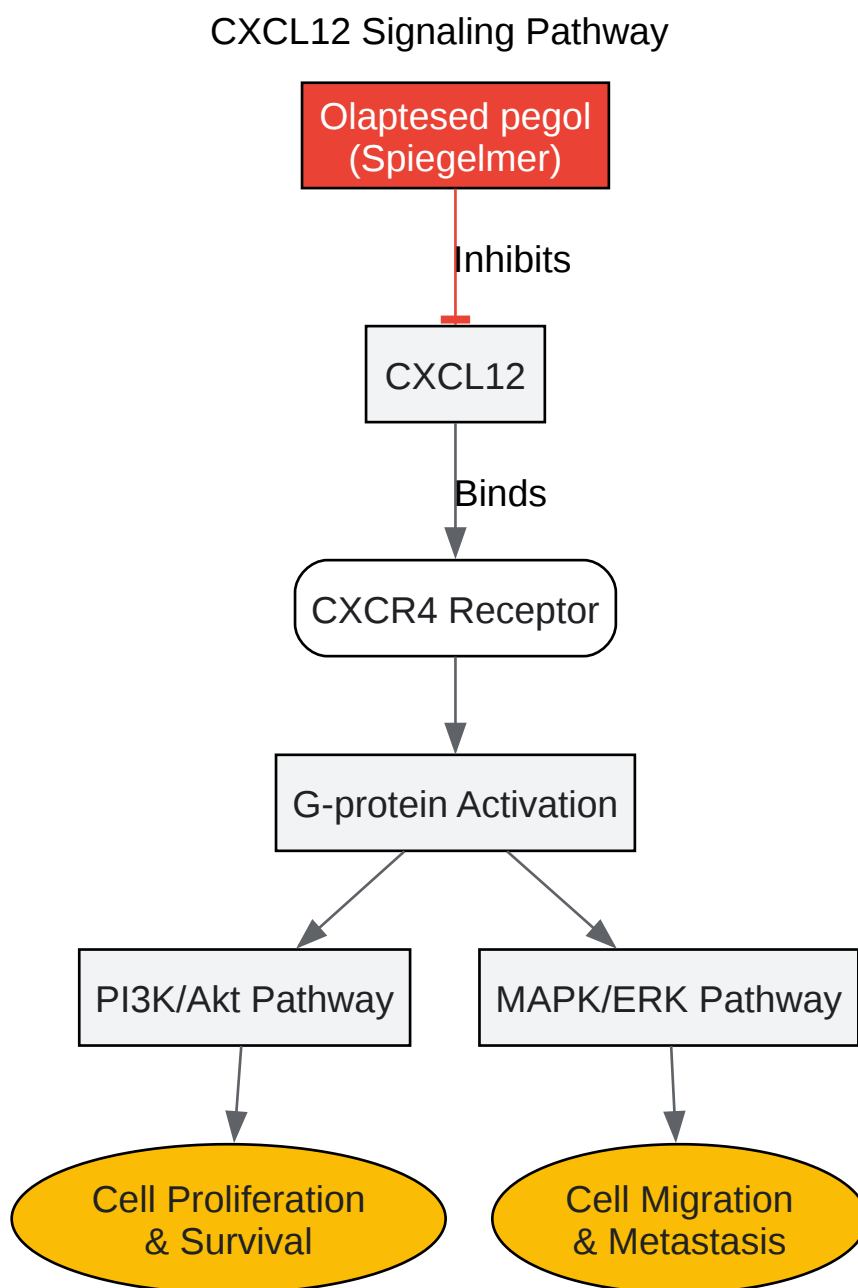 CXCL12 Signaling Pathway
Olaptesed pegol
(Spiegelmer)
Inhibits
CXCL12
Binds
CXCR4 Receptor
G-protein Activation
PI3K/Akt Pathway
MAPK/ERK Pathway
Cell Proliferation
& Survival
Cell Migration
& Metastasis